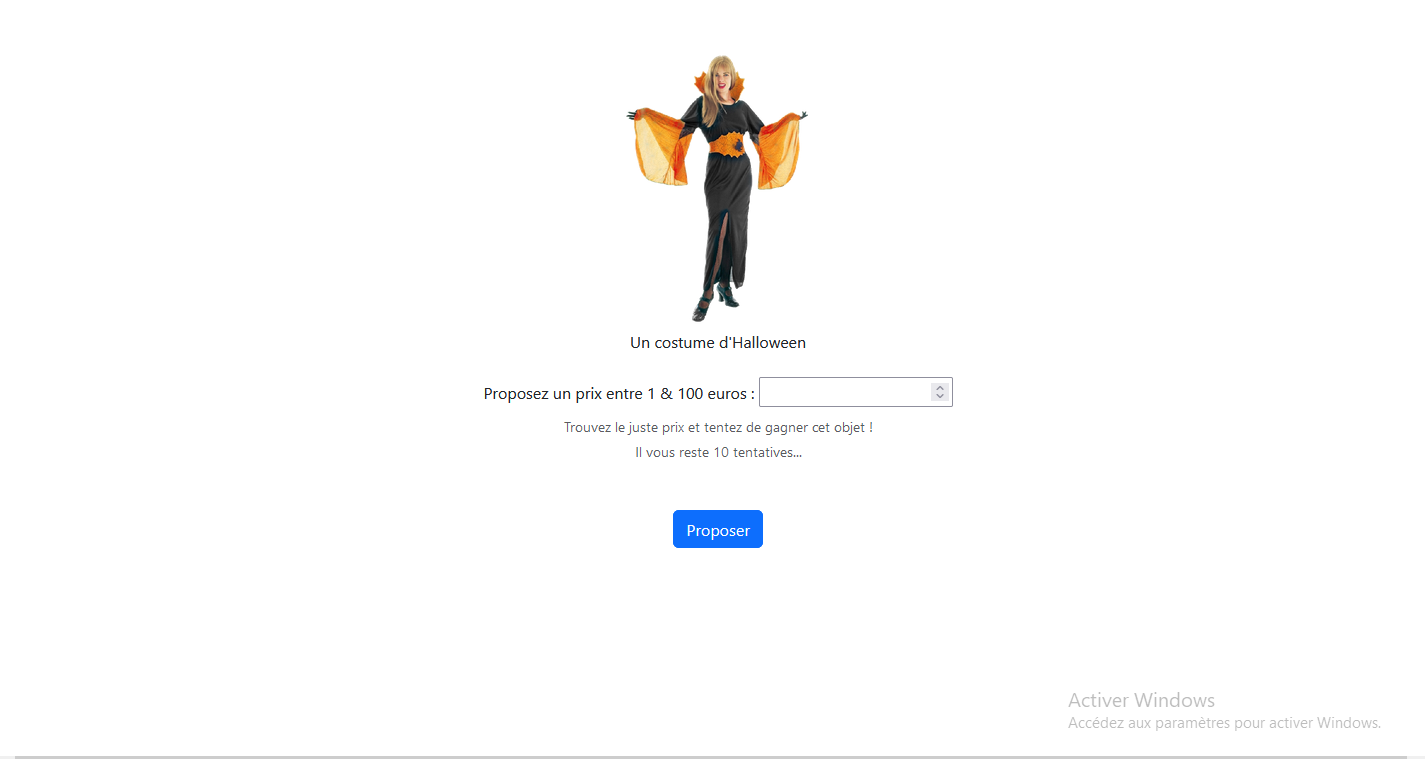 Un costume d'Halloween
Proposez un prix entre 1 & 100 euros :
Trouvez le juste prix et tentez de gagner cet objet !
Il vous reste 10 tentatives...
Proposer
Activer Windows
Accédez aux paramètres pour activer Windows.